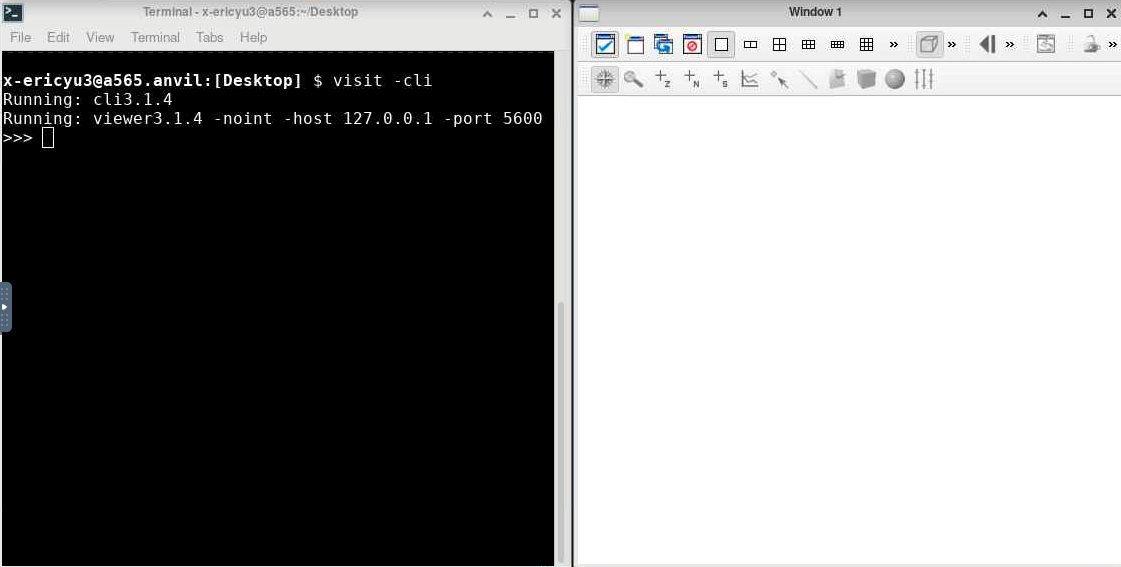 Terminal - x-ericyu3@a565:~/Desktop
File Edit View Terminal Tabs Help
x-ericyu3@a565.anvil:[Desktop] $ visit -cli
Running: cli3.1.4
Running: viewer3.1.4 -noint -host 127.0.0.1 -port 5600
>>>
Window 1